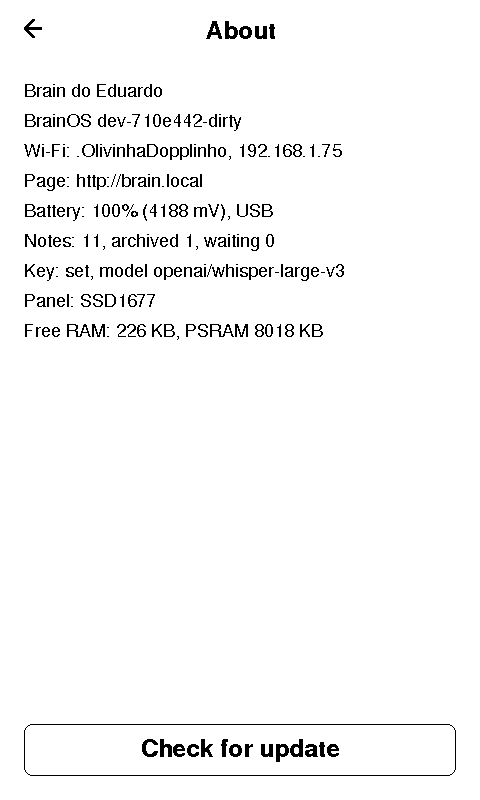 About
Brain do Eduardo
BrainOS dev-710e442-dirty
Wi-Fi: .OlivinhaDopplinho, 192.168.1.75
Page: http://brain.local
Battery: 100% (4188 mV), USB
Notes: 11, archived 1, waiting 0
Key: set, model openai/whisper-large-v3
Panel: SSD1677
Free RAM: 226 KB, PSRAM 8018 KB
Check for update